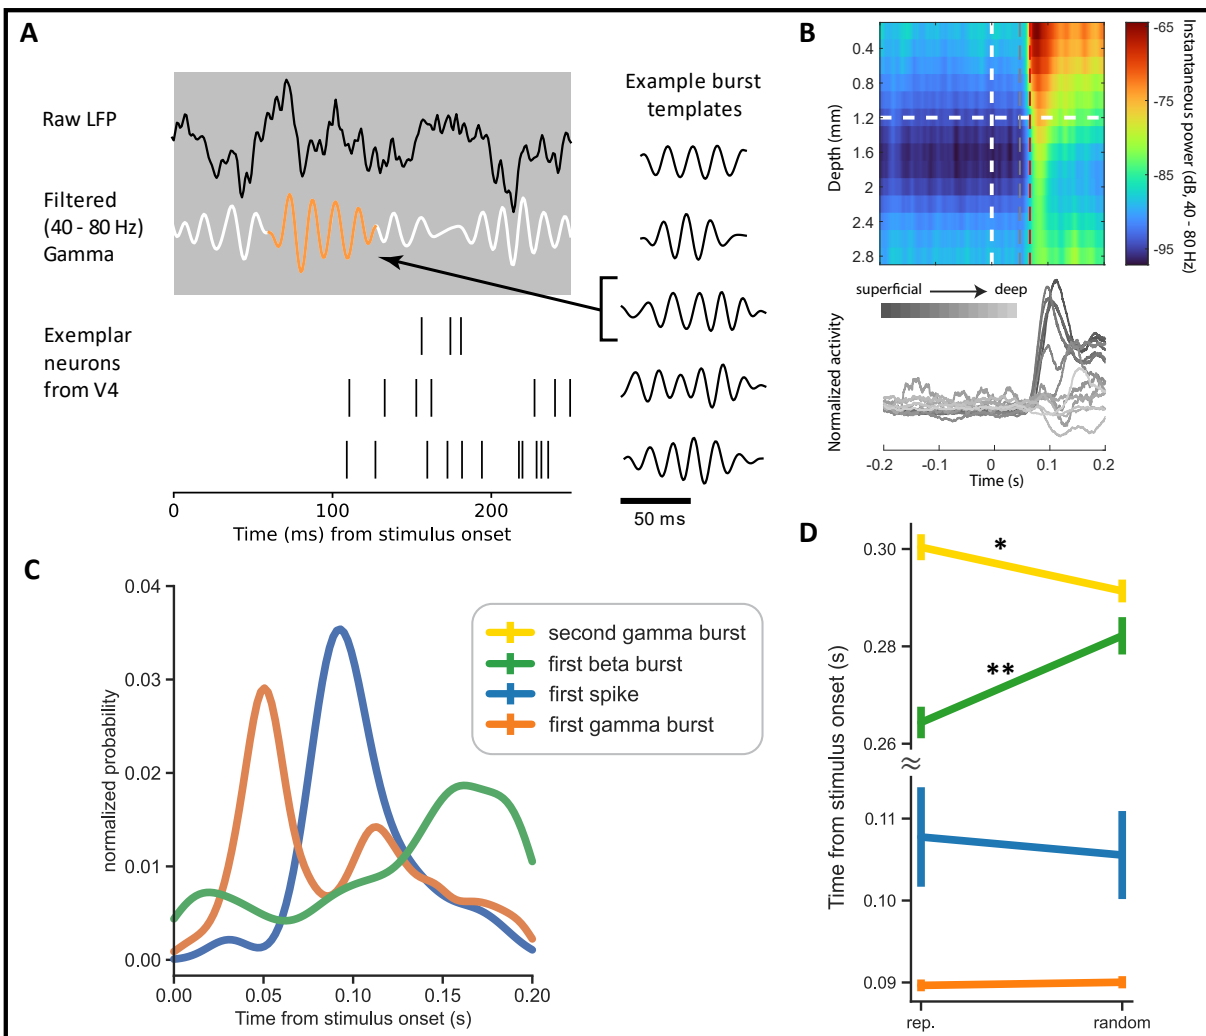 A
Raw LFP
Filtered
(40 - 80 Hz)
Gamma
Exemplar
neurons
from V4
0
100
200
Time (ms) from stimulus onset
Example burst
templates
50 ms
B
0.4
0.8
1.2
1.6
2
2.4
2.8
Depth(mm)
-65
-75
-85
-95
Instantaneous power (dB, 40 - 80 Hz)
superficial
deep
Normalized activity
-0.2
-0.1
0
0.1
0.2
Time (s)
C
0.04
0.03
0.02
0.01
0.00
normalized probability
0.00
0.05
0.10
0.15
0.20
Time from stimulus onset (s)
second gamma burst
first beta burst
first spike
first gamma burst
D
0.30
0.28
0.26
≈
0.11
0.10
0.09
Time from stimulus onset (s)
*
**
rep.
random